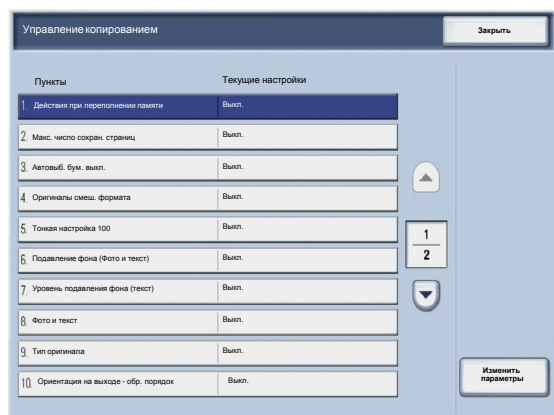 Управление копированием
Закрыть
Пункты Текущие настройки
1. Действия при переполнении памяти Выкл.
2. Макс. число сохран. страниц Выкл.
3. Автовыб. бум. выкл. Выкл.
4. Оригиналы смеш. формата Выкл.
5. Тонкая настройка 100 Выкл.
6. Подавление фона (Фото и текст) Выкл.
7. Уровень подавления фона (текст) Выкл.
8. Фото и текст Выкл.
9. Тип оригинала Выкл.
10. Ориентация на выходе - обр. порядок Выкл.
1
2
Изменить
параметры